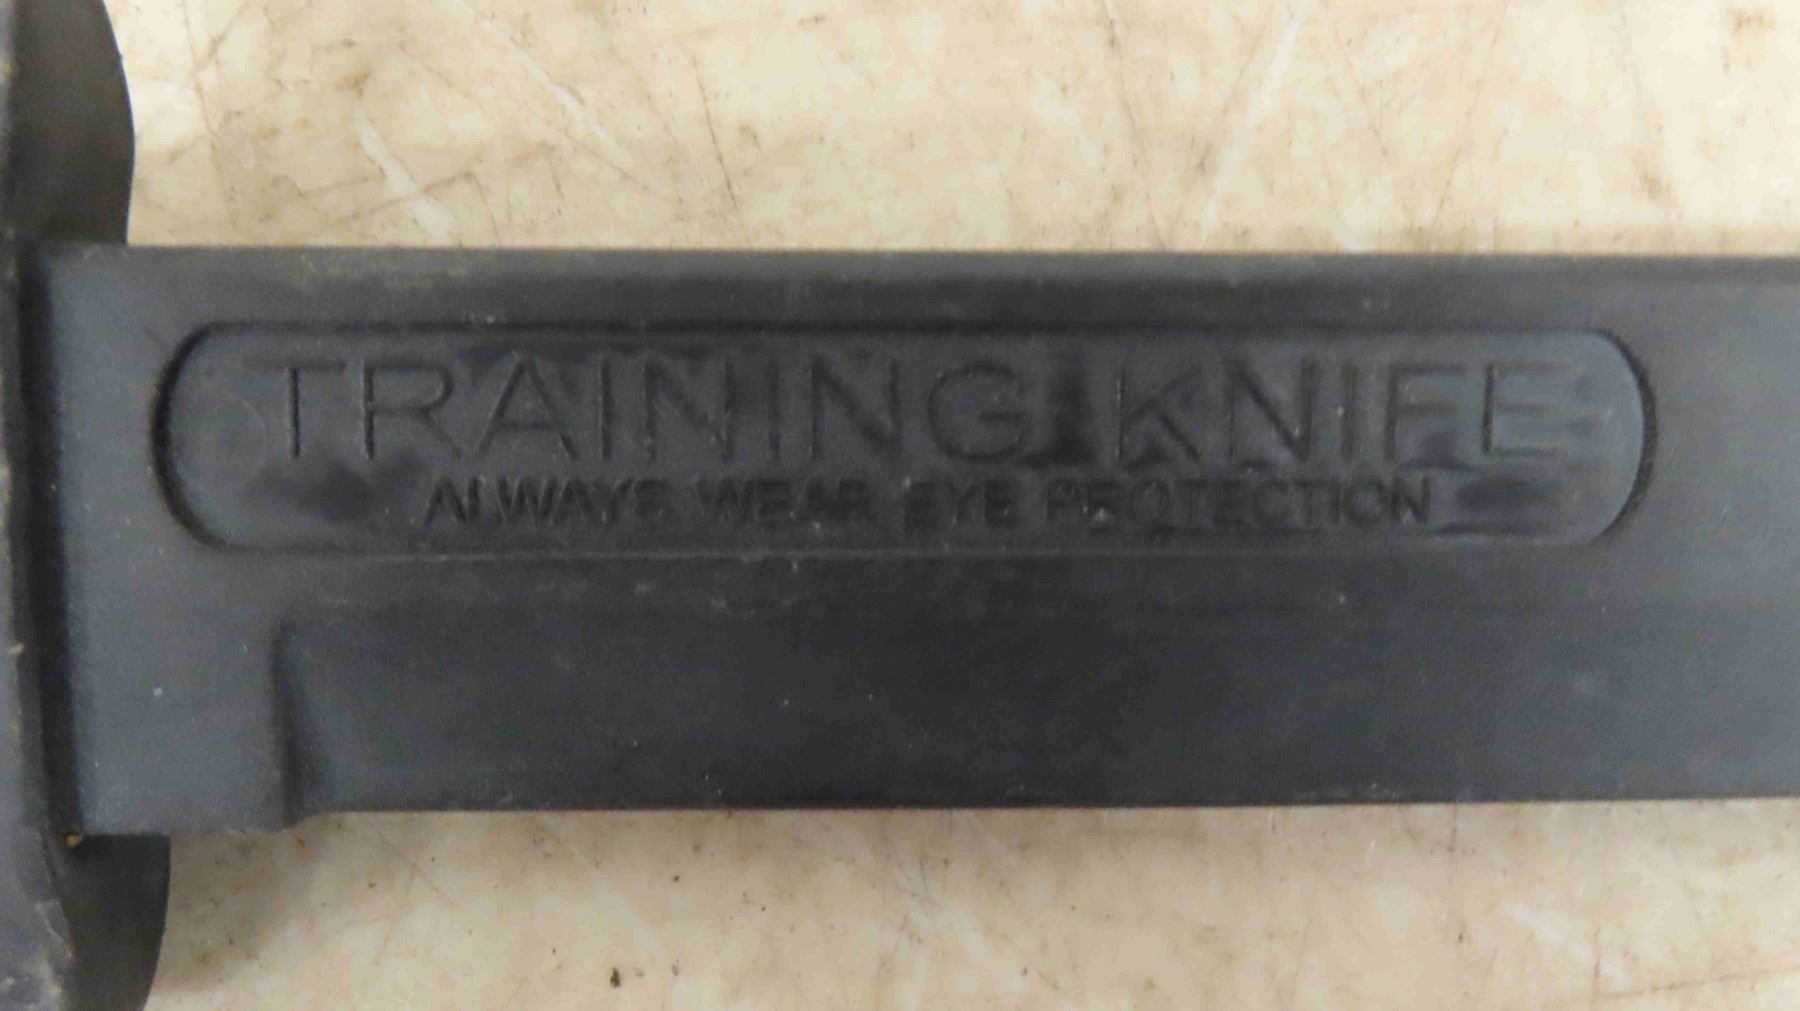 TRAINING KNIFE
ALWAYS WEAR EYE PROTECTION